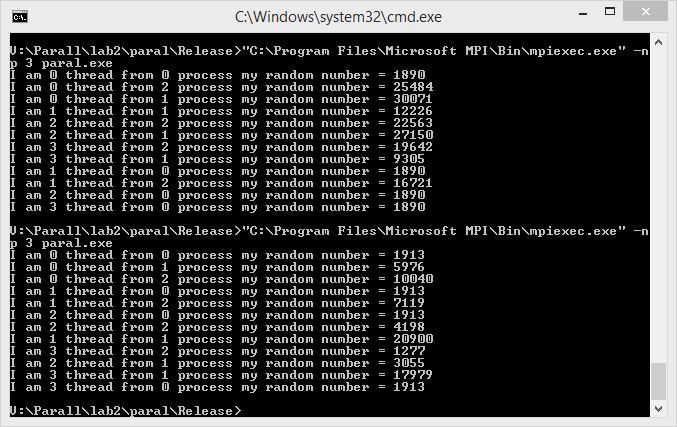 C:\Windows\system32\cmd.exe
V:\Parall\lab2\paral\Release>"C:\Program Files\Microsoft MPI\Bin\mpiexec.exe" -n
p 3 paral.exe
I am 0 thread from 0 process my random number = 1890
I am 0 thread from 2 process my random number = 25484
I am 0 thread from 1 process my random number = 30071
I am 1 thread from 1 process my random number = 12226
I am 2 thread from 2 process my random number = 22563
I am 2 thread from 1 process my random number = 27150
I am 3 thread from 2 process my random number = 19642
I am 3 thread from 1 process my random number = 9305
I am 1 thread from 0 process my random number = 1890
I am 1 thread from 2 process my random number = 16721
I am 2 thread from 0 process my random number = 1890
I am 3 thread from 0 process my random number = 1890
V:\Parall\lab2\paral\Release>"C:\Program Files\Microsoft MPI\Bin\mpiexec.exe" -n
p 3 paral.exe
I am 0 thread from 0 process my random number = 1913
I am 0 thread from 1 process my random number = 5976
I am 0 thread from 2 process my random number = 10040
I am 1 thread from 0 process my random number = 1913
I am 1 thread from 2 process my random number = 7119
I am 2 thread from 0 process my random number = 1913
I am 2 thread from 2 process my random number = 4198
I am 1 thread from 1 process my random number = 20900
I am 3 thread from 2 process my random number = 1277
I am 2 thread from 1 process my random number = 3055
I am 3 thread from 1 process my random number = 17979
I am 3 thread from 0 process my random number = 1913
V:\Parall\lab2\paral\Release>